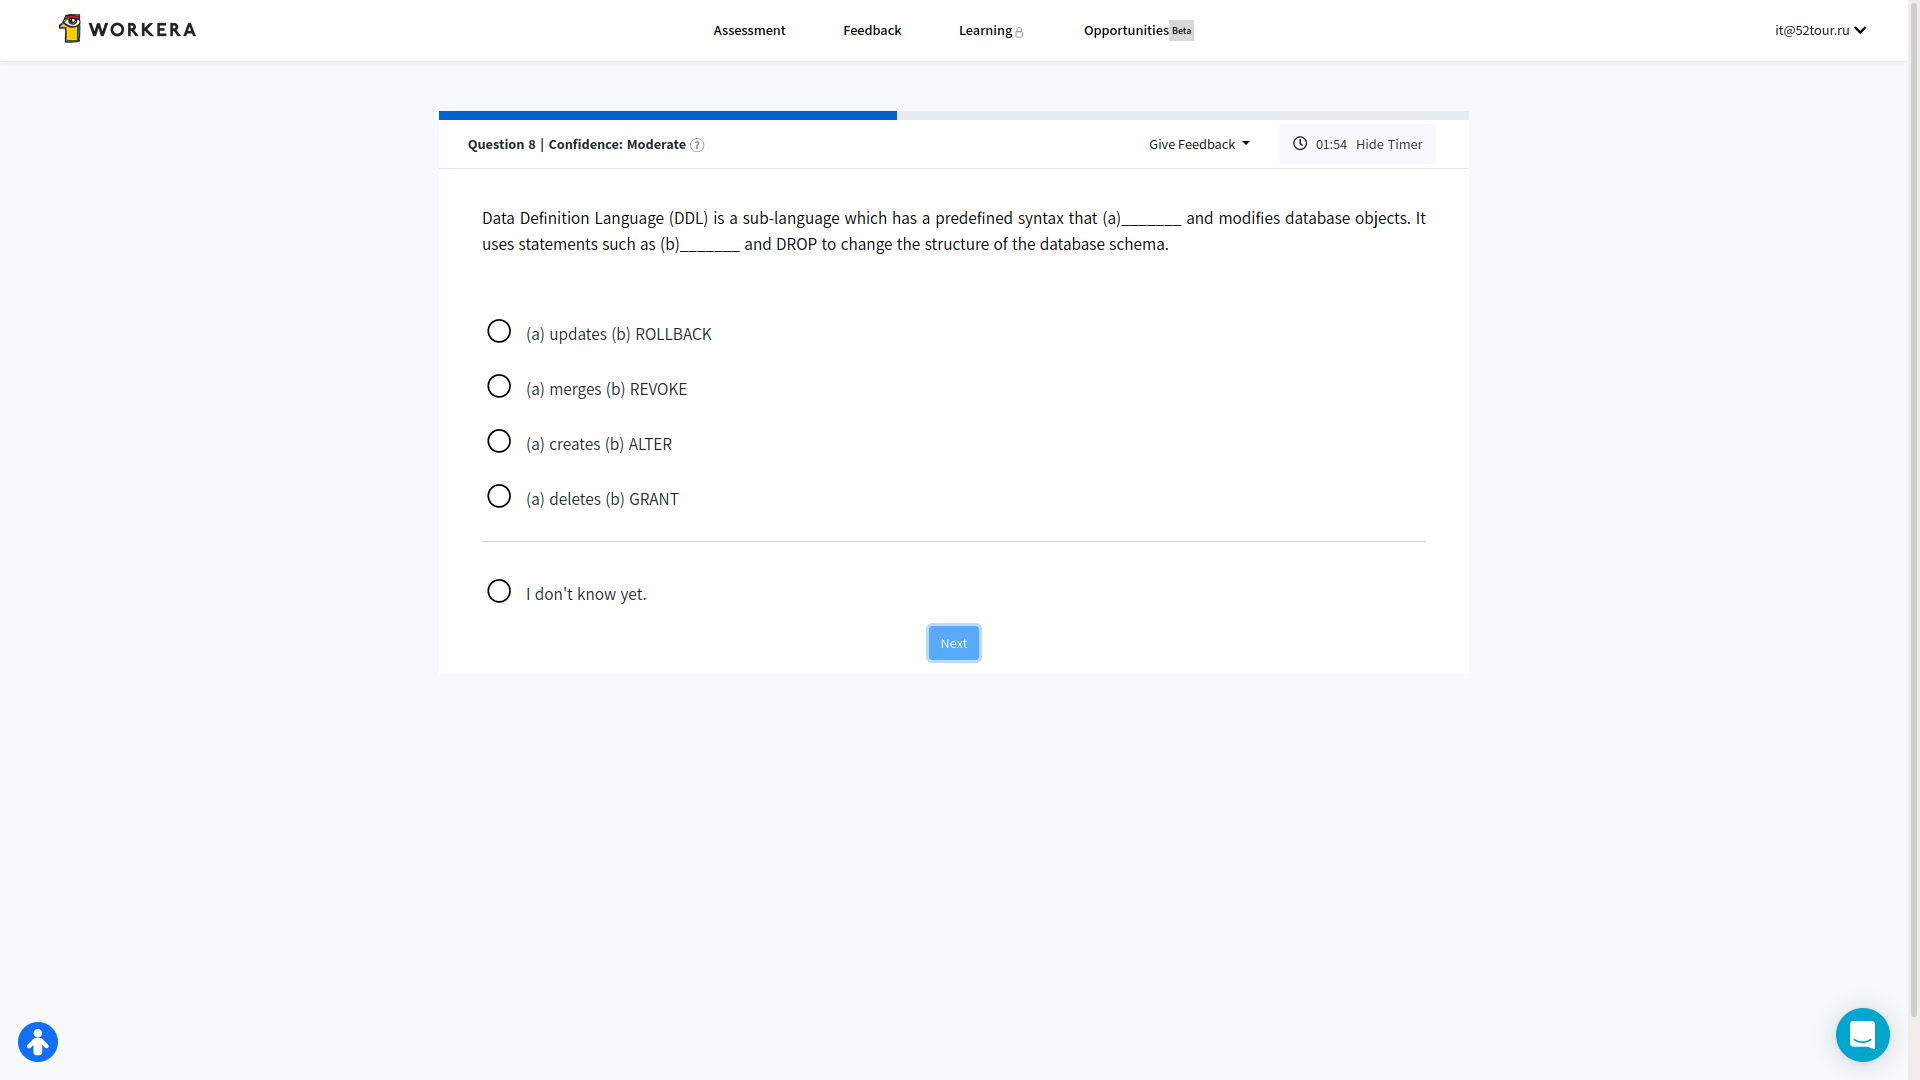 WORKERA
Assessment
Feedback
Learning
Opportunities Beta
it@52tour.ru
Question 8 | Confidence: Moderate ?
Give Feedback
01:54 Hide Timer
Data Definition Language (DDL) is a sub-language which has a predefined syntax that (a)_______ and modifies database objects. It
uses statements such as (b)_______ and DROP to change the structure of the database schema.
(a) updates (b) ROLLBACK
(a) merges (b) REVOKE
(a) creates (b) ALTER
(a) deletes (b) GRANT
I don't know yet.
Next